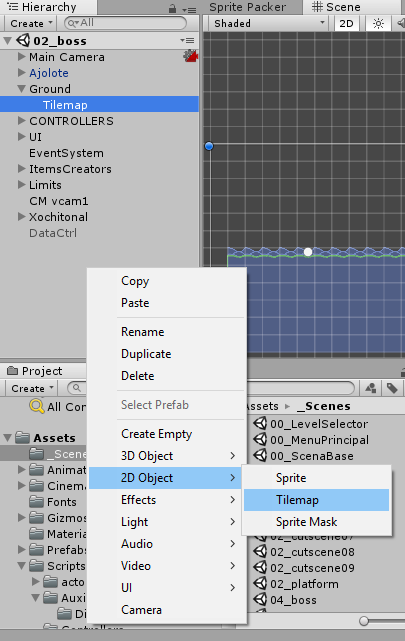 Hierarchy
Create
All
02_boss
Main Camera
Ajolote
Ground
Tilemap
CONTROLLERS
UI
EventSystem
ItemsCreators
Limits
CM vcam1
Xochitonal
DataCtrl
Sprite Packer
Scene
Shaded
2D
Copy
Paste
Rename
Duplicate
Delete
Select Prefab
Create Empty
3D Object
2D Object
Effects
Light
Audio
Video
UI
Camera
Sprite
Tilemap
Sprite Mask
Project
Create
All Con
Assets
_Scene
Animat
Cinem
Fonts
Gizmos
Materia
Prefabs
Scripts
acto
Auxi
Di
Assets
_Scenes
00_LevelSelector
00_MenuPrincipal
00_ScenaBase
02_cutscene07
02_cutscene08
02_cutscene09
02_platform
04_boss